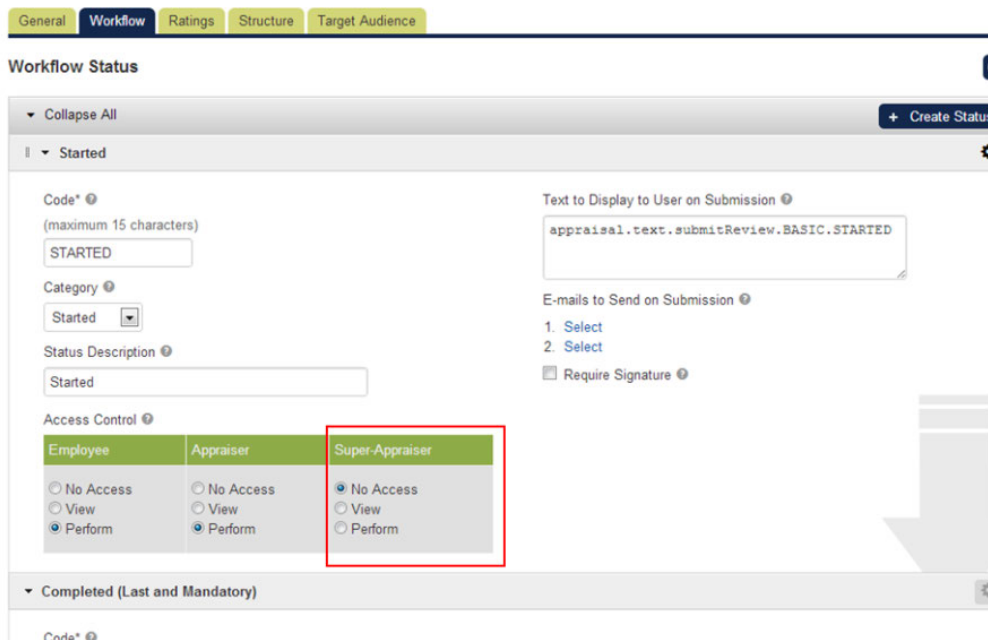 General Workflow Ratings Structure Target Audience
Workflow Status
Collapse All
+ Create Status
Started
Code*
(maximum 15 characters)
STARTED
Category
Started
Status Description
Started
Access Control
Employee Appraiser Super-Appraiser
No Access No Access No Access
View View View
Perform Perform Perform
Text to Display to User on Submission
appraisal.text.submitReview.BASIC.STARTED
E-mails to Send on Submission
1. Select
2. Select
Require Signature
Completed (Last and Mandatory)
Code*